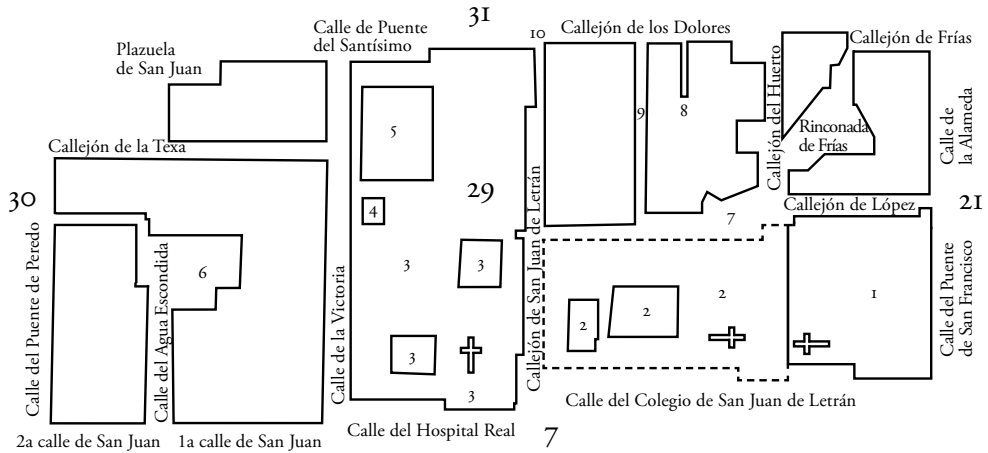 31
Calle de Puente
del Santísimo
10
Callejón de los Dolores
Callejón de Frías
Plazuela
de San Juan
Callejón del Huerto
5
9
8
Rinconada
de Frías
Calle de
la Alameda
Callejón de la Texa
30
29
4
Callejón de López
21
7
Calle del Puente de Peredo
Calle del Agua Escondida
6
Calle de la Victoria
3
3
Callejón de San Juan de Letrán
2
2
2
1
Calle del Puente
de San Francisco
3
3
Calle del Colegio de San Juan de Letrán
2a calle de San Juan
1a calle de San Juan
Calle del Hospital Real
7